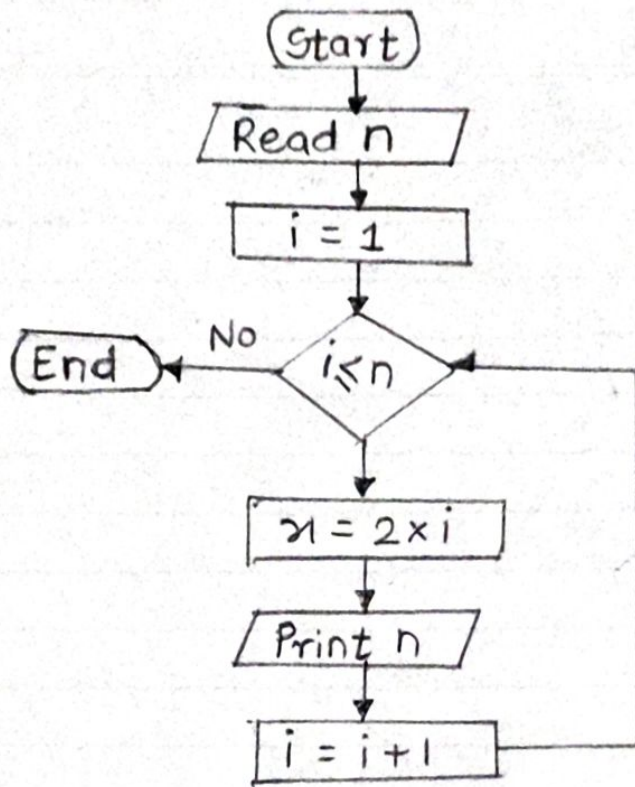 Start
Read n
i = 1
i ≤ n
No
End
x = 2 × i
Print n
i = i + 1